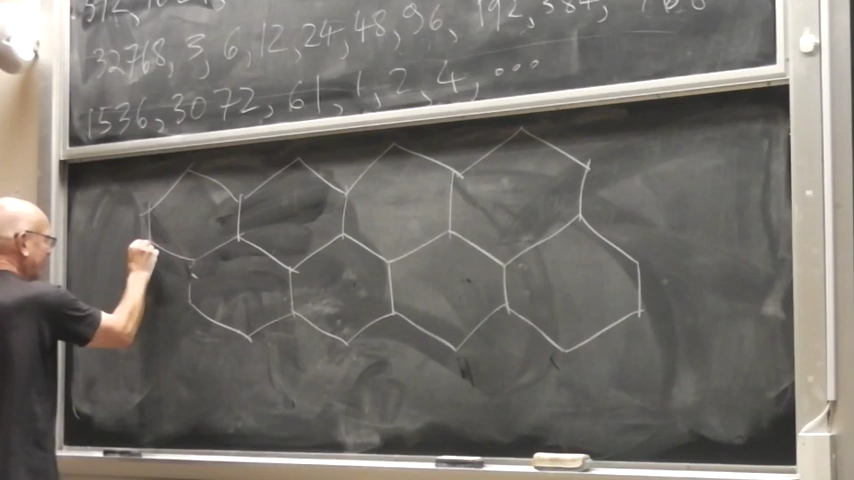 32768, 3, 6, 12, 24, 48, 96, 192, 384,
1536, 3072, 61, 1, 2, 4, ...